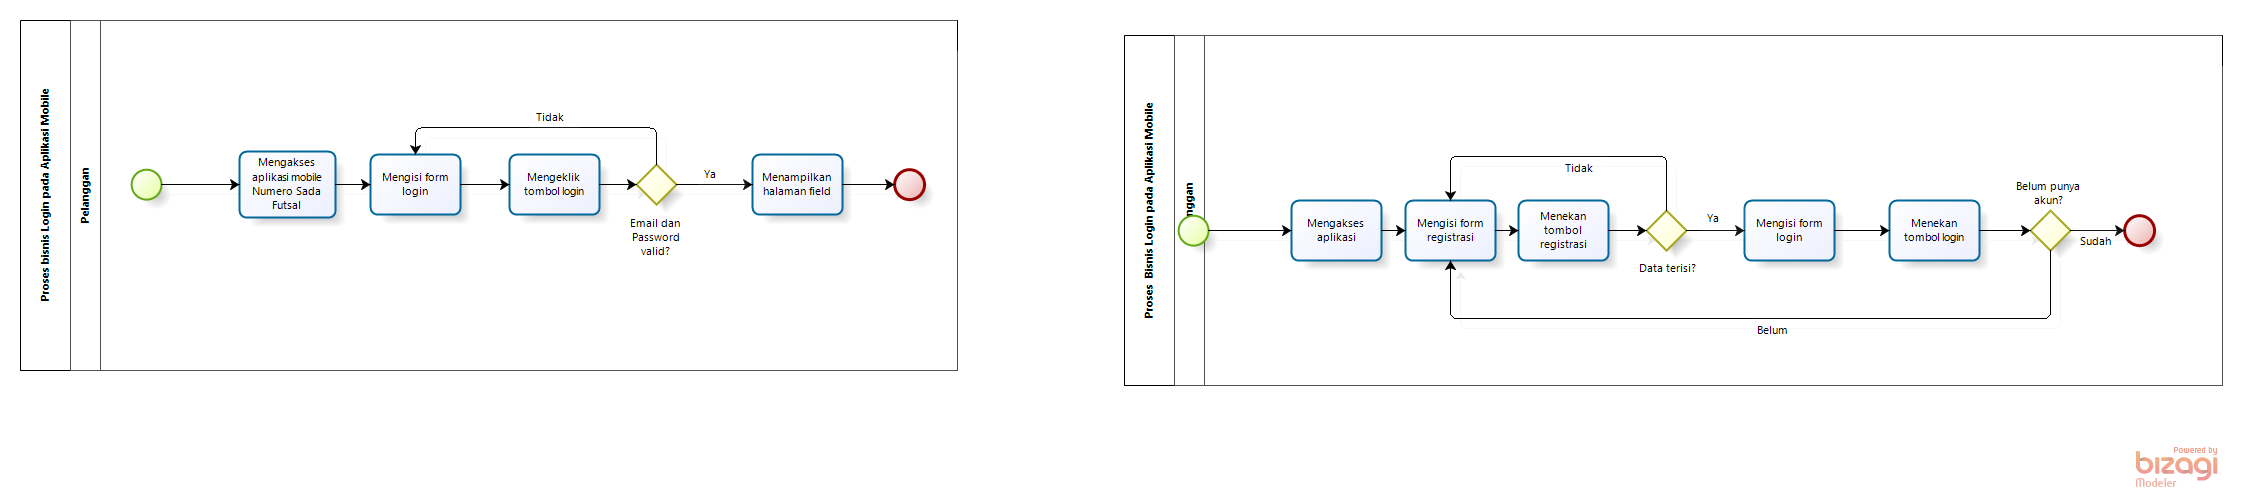 Proses bisnis Login pada Aplikasi Mobile
Pelanggan
Mengakses
aplikasi mobile
Numero Sada
Futsal
Mengisi form
login
Mengeklik
tombol login
Tidak
Email dan
Password
valid?
Ya
Menampilkan
halaman field
Proses Bisnis Login pada Aplikasi Mobile
nggan
Mengakses
aplikasi
Mengisi form
registrasi
Menekan
tombol
registrasi
Tidak
Data terisi?
Ya
Mengisi form
login
Menekan
tombol login
Belum punya
akun?
Sudah
Belum
Powered by
bizagi
Modeler